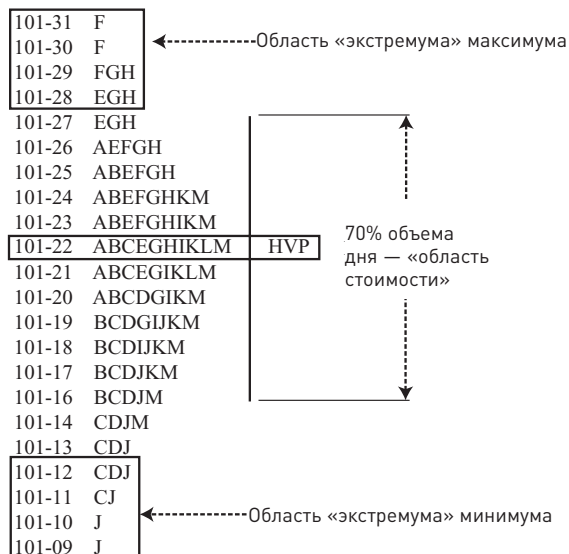 101-31 F
101-30 F
Область «экстремума» максимума
101-29 FGH
101-28 EGH
101-27 EGH
101-26 AEFGH
101-25 ABEFGH
101-24 ABEFGHKM
101-23 ABEFGHIKM
101-22 ABCEGHIKLM HVP
101-21 ABCEGIKLM
101-20 ABCDGIKM
101-19 BCDGIJKM
101-18 BCDIJKM
101-17 BCDJKM
101-16 BCDJM
70% объема
дня — «область
стоимости»
101-14 CDJM
101-13 CDJ
101-12 CDJ
101-11 CJ
101-10 J
Область «экстремума» минимума
101-09 J